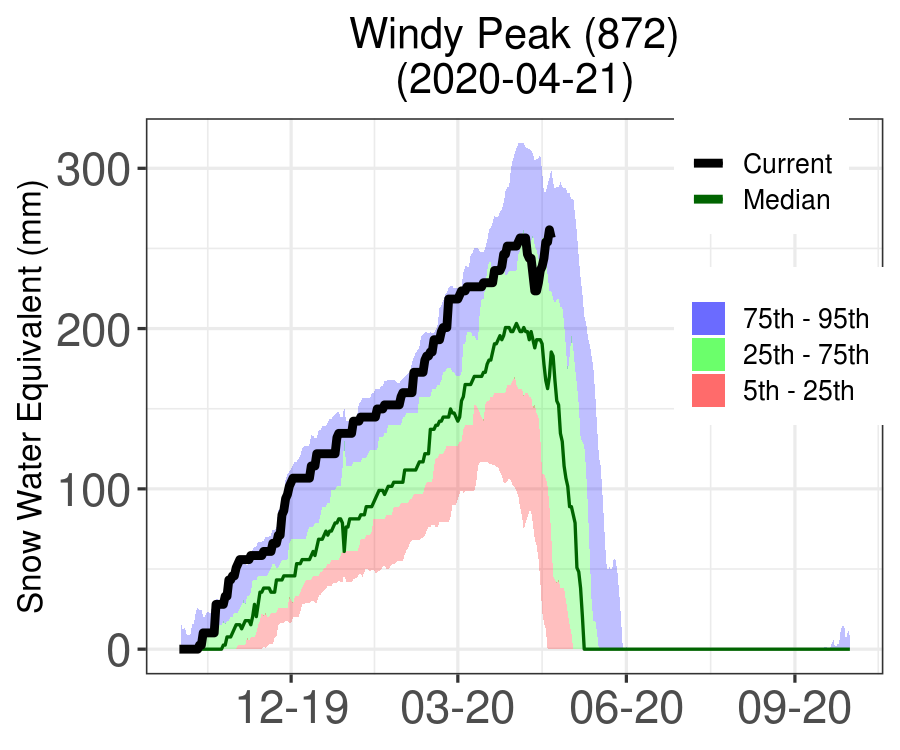 Windy Peak (872)
(2020-04-21)
Snow Water Equivalent (mm)
300
200
100
0
12-19
03-20
06-20
09-20
Current
Median
75th - 95th
25th - 75th
5th - 25th